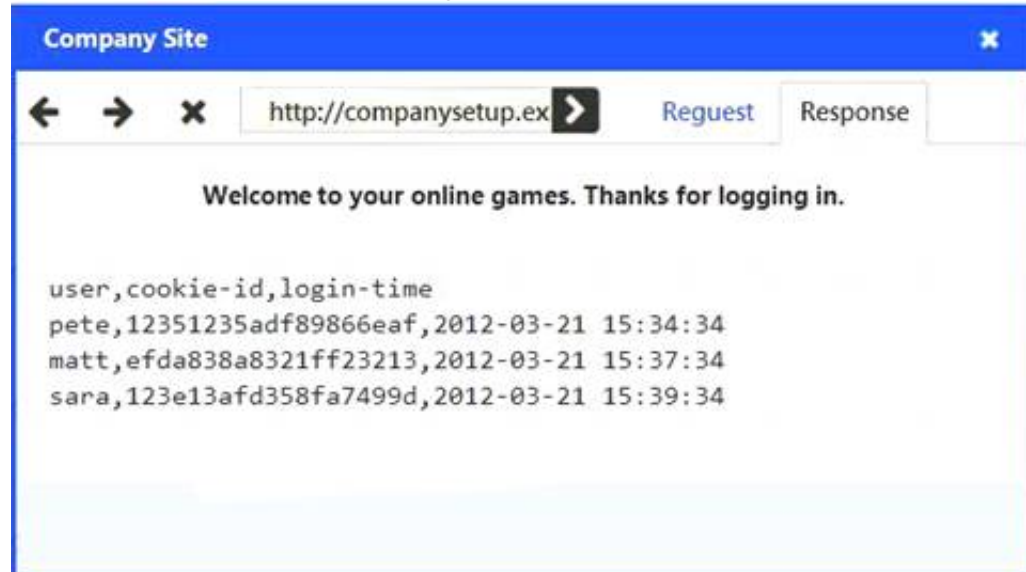 Company Site
http://companysetup.ex
Reguest
Response
Welcome to your online games. Thanks for logging in.
user,cookie-id,login-time
pete,12351235adf89866eaf,2012-03-21 15:34:34
matt,efda838a8321ff23213,2012-03-21 15:37:34
sara,123e13afd358fa7499d,2012-03-21 15:39:34